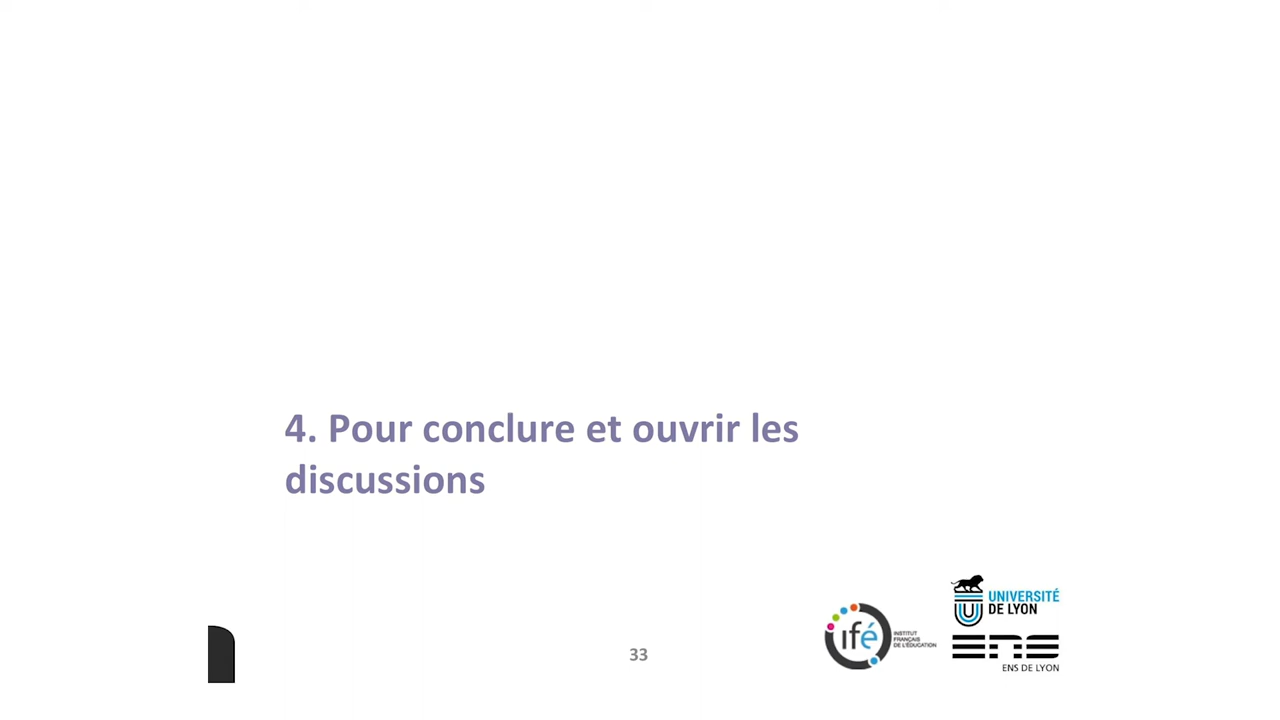 4. Pour conclure et ouvrir les
discussions
UNIVERSITÉ
DE LYON
ifé
INSTITUT
FRANÇAIS
DE L'ÉDUCATION
33
ENS
ENS DE LYON